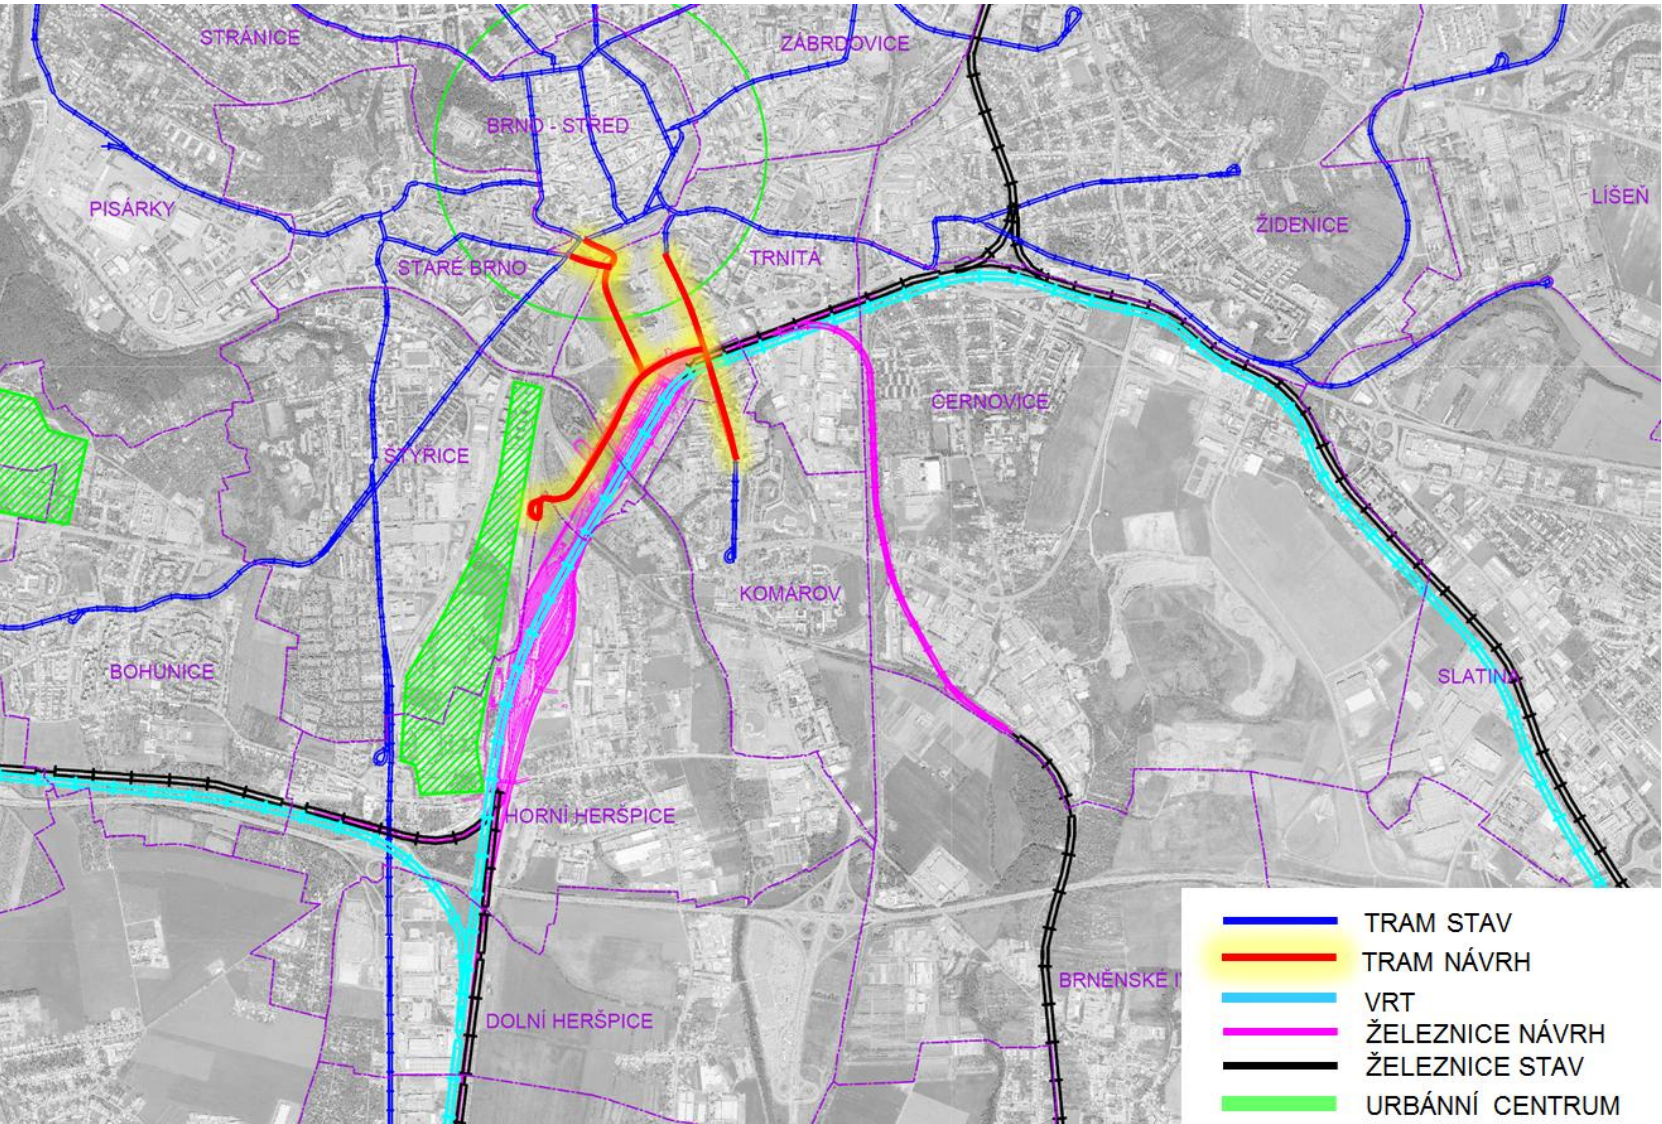 STRÁNICE
ZÁBRDOVICE
BRNO - STŘED
PISÁRKY
LÍŠEŇ
ŽIDENICE
TRNITÁ
STARÉ BRNO
ČERNOVICE
ŠTÝŘICE
KOMÁROV
BOHUNICE
SLATINA
HORNÍ HERŠPICE
BRNĚNSKÉ I
DOLNÍ HERŠPICE
TRAM STAV
TRAM NÁVRH
VRT
ŽELEZNICE NÁVRH
ŽELEZNICE STAV
URBÁNNÍ CENTRUM